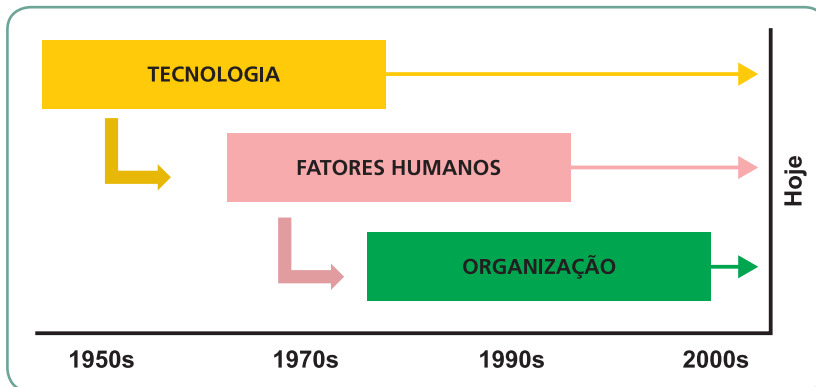 TECNOLOGIA
FATORES HUMANOS
ORGANIZAÇÃO
Hoje
1950s 1970s 1990s 2000s